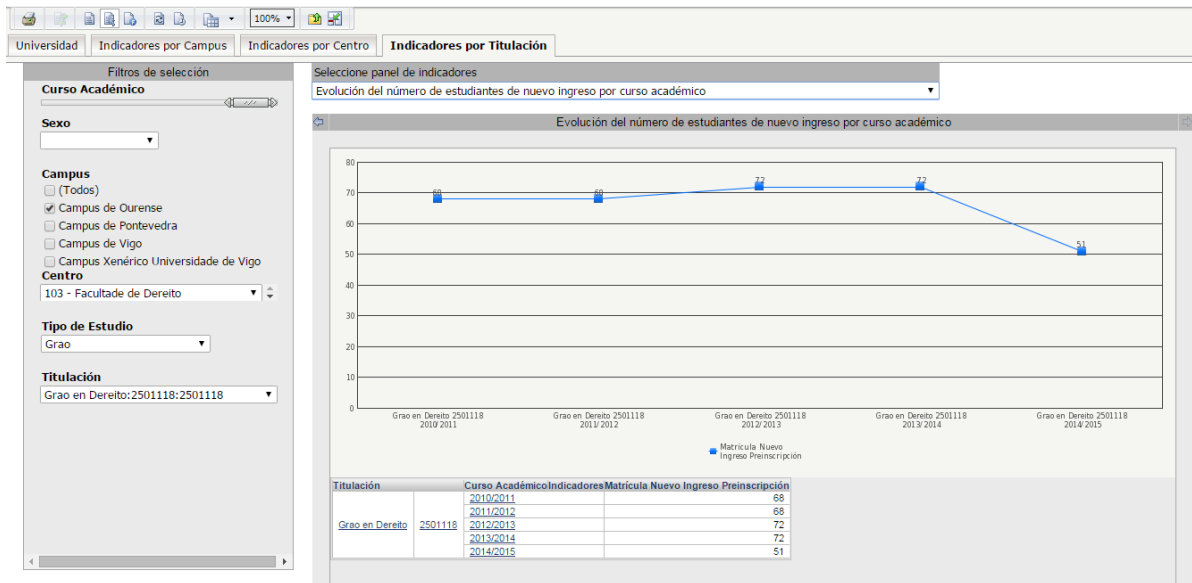 100%
Universidad Indicadores por Campus Indicadores por Centro Indicadores por Titulación
Filtros de selección
Curso Académico
Sexo
Campus
(Todos)
Campus de Ourense
Campus de Pontevedra
Campus de Vigo
Campus Xenérico Universidade de Vigo
Centro
103 - Facultade de Dereito
Tipo de Estudio
Grao
Titulación
Grao en Dereito:2501118:2501118
Seleccione panel de indicadores
Evolución del número de estudiantes de nuevo ingreso por curso académico
Evolución del número de estudiantes de nuevo ingreso por curso académico
80
70
60
50
40
30
20
10
0
68 68 72 72 51
Grao en Dereito 2501118 Grao en Dereito 2501118 Grao en Dereito 2501118 Grao en Dereito 2501118 Grao en Dereito 2501118
2010/2011 2011/2012 2012/2013 2013/2014 2014/2015
Matrícula Nuevo
Ingreso Preinscripción
Titulación Curso Académico Indicadores Matrícula Nuevo Ingreso Preinscripción
2010/2011 68
2011/2012 68
Grao en Dereito 2501118 2012/2013 72
2013/2014 72
2014/2015 51